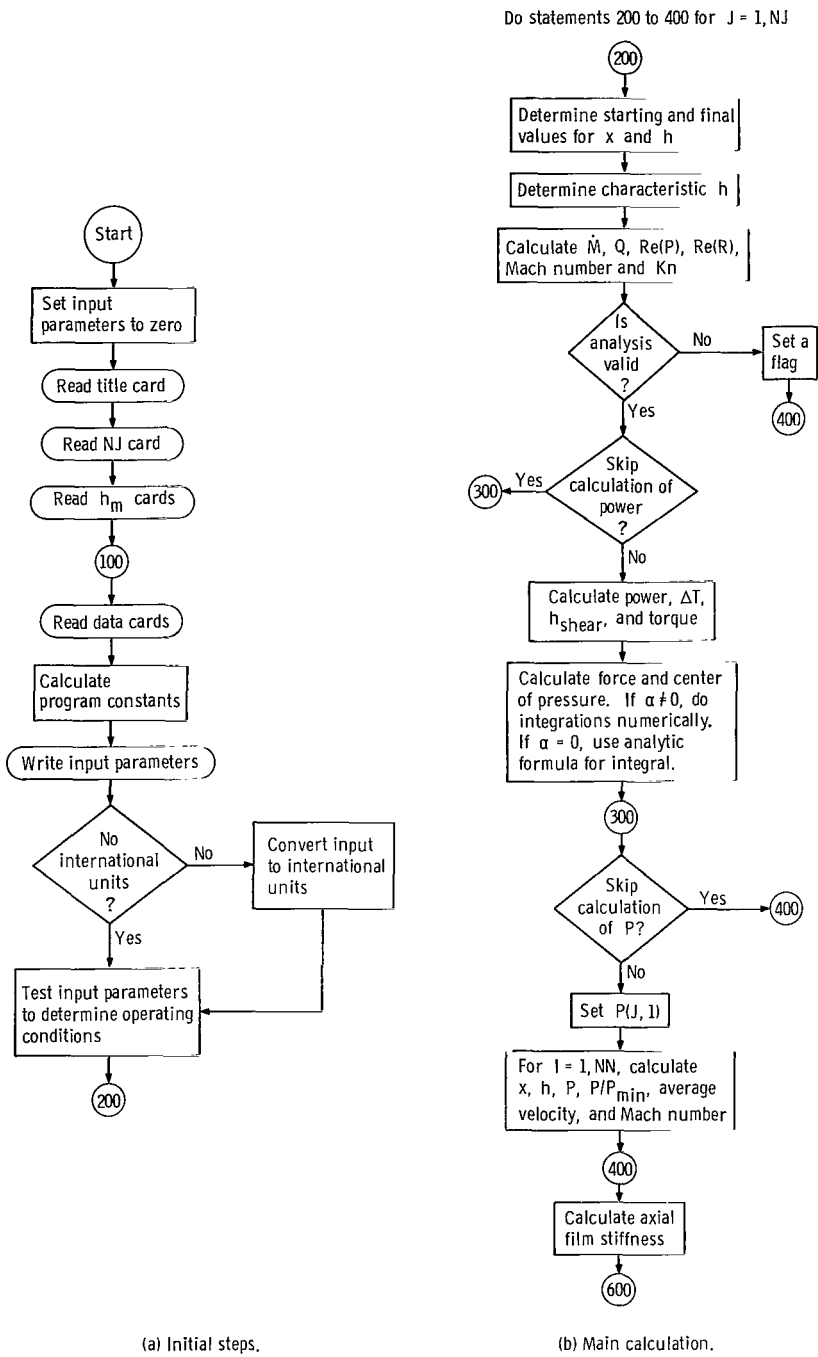 Start
Set input
parameters to zero
Read title card
Read NJ card
Read hm cards
100
Read data cards
Calculate
program constants
Write input parameters
No
international
units
?
No
Convert input
to international
units
Yes
Test input parameters
to determine operating
conditions
200
(a) Initial steps.
Do statements 200 to 400 for J = 1, NJ
200
Determine starting and final
values for x and h
Determine characteristic h
Calculate Ṁ, Q, Re(P), Re(R),
Mach number and Kn
Is
analysis
valid
?
No
Set a
flag
400
Yes
Skip
calculation of
power
?
Yes
300
No
Calculate power, ΔT,
hshear, and torque
Calculate force and center
of pressure. If α ≠ 0, do
integrations numerically.
If α = 0, use analytic
formula for integral.
300
Skip
calculation
of P?
Yes
400
No
Set P(J, 1)
For I = 1, NN, calculate
x, h, P, P/Pmin, average
velocity, and Mach number
400
Calculate axial
film stiffness
600
(b) Main calculation.